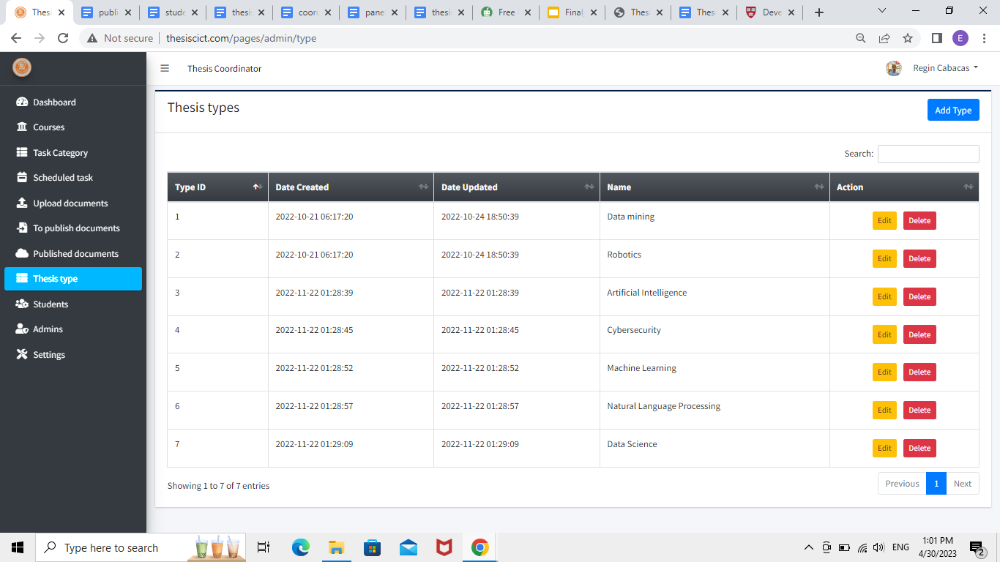 Thesi
publi
stude
thesis
coord
pane
thesis
Free
Final
Thes
Thes
Deve
Not secure
thesiscict.com/pages/admin/type
E
Thesis Coordinator
Regin Cabacas
Dashboard
Courses
Task Category
Scheduled task
Upload documents
To publish documents
Published documents
Thesis type
Students
Admins
Settings
Thesis types
Add Type
Search:
Type ID Date Created Date Updated Name Action
1 2022-10-21 06:17:20 2022-10-24 18:50:39 Data mining Edit Delete
2 2022-10-21 06:17:20 2022-10-24 18:50:39 Robotics Edit Delete
3 2022-11-22 01:28:39 2022-11-22 01:28:39 Artificial Intelligence Edit Delete
4 2022-11-22 01:28:45 2022-11-22 01:28:45 Cybersecurity Edit Delete
5 2022-11-22 01:28:52 2022-11-22 01:28:52 Machine Learning Edit Delete
6 2022-11-22 01:28:57 2022-11-22 01:28:57 Natural Language Processing Edit Delete
7 2022-11-22 01:29:09 2022-11-22 01:29:09 Data Science Edit Delete
Showing 1 to 7 of 7 entries
Previous 1 Next
Type here to search
ENG
1:01 PM
4/30/2023
2